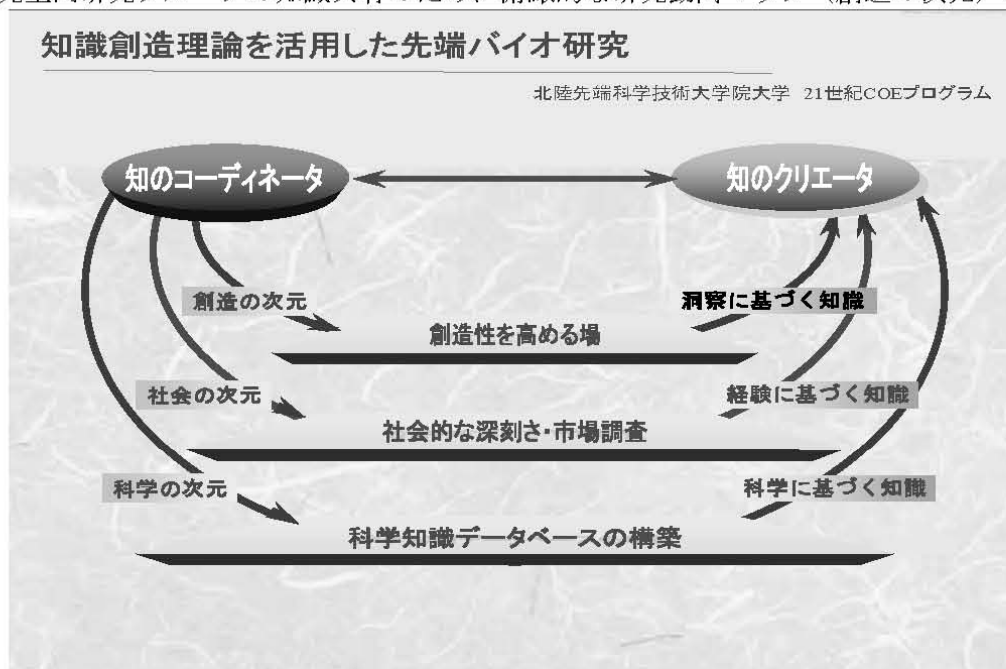 知識創造理論を活用した先端バイオ研究
北陸先端科学技術大学院大学 21世紀COEプログラム
知のコーディネータ
知のクリエータ
創造の次元
洞察に基づく知識
創造性を高める場
社会の次元
経験に基づく知識
社会的な深刻さ・市場調査
科学の次元
科学に基づく知識
科学知識データベースの構築